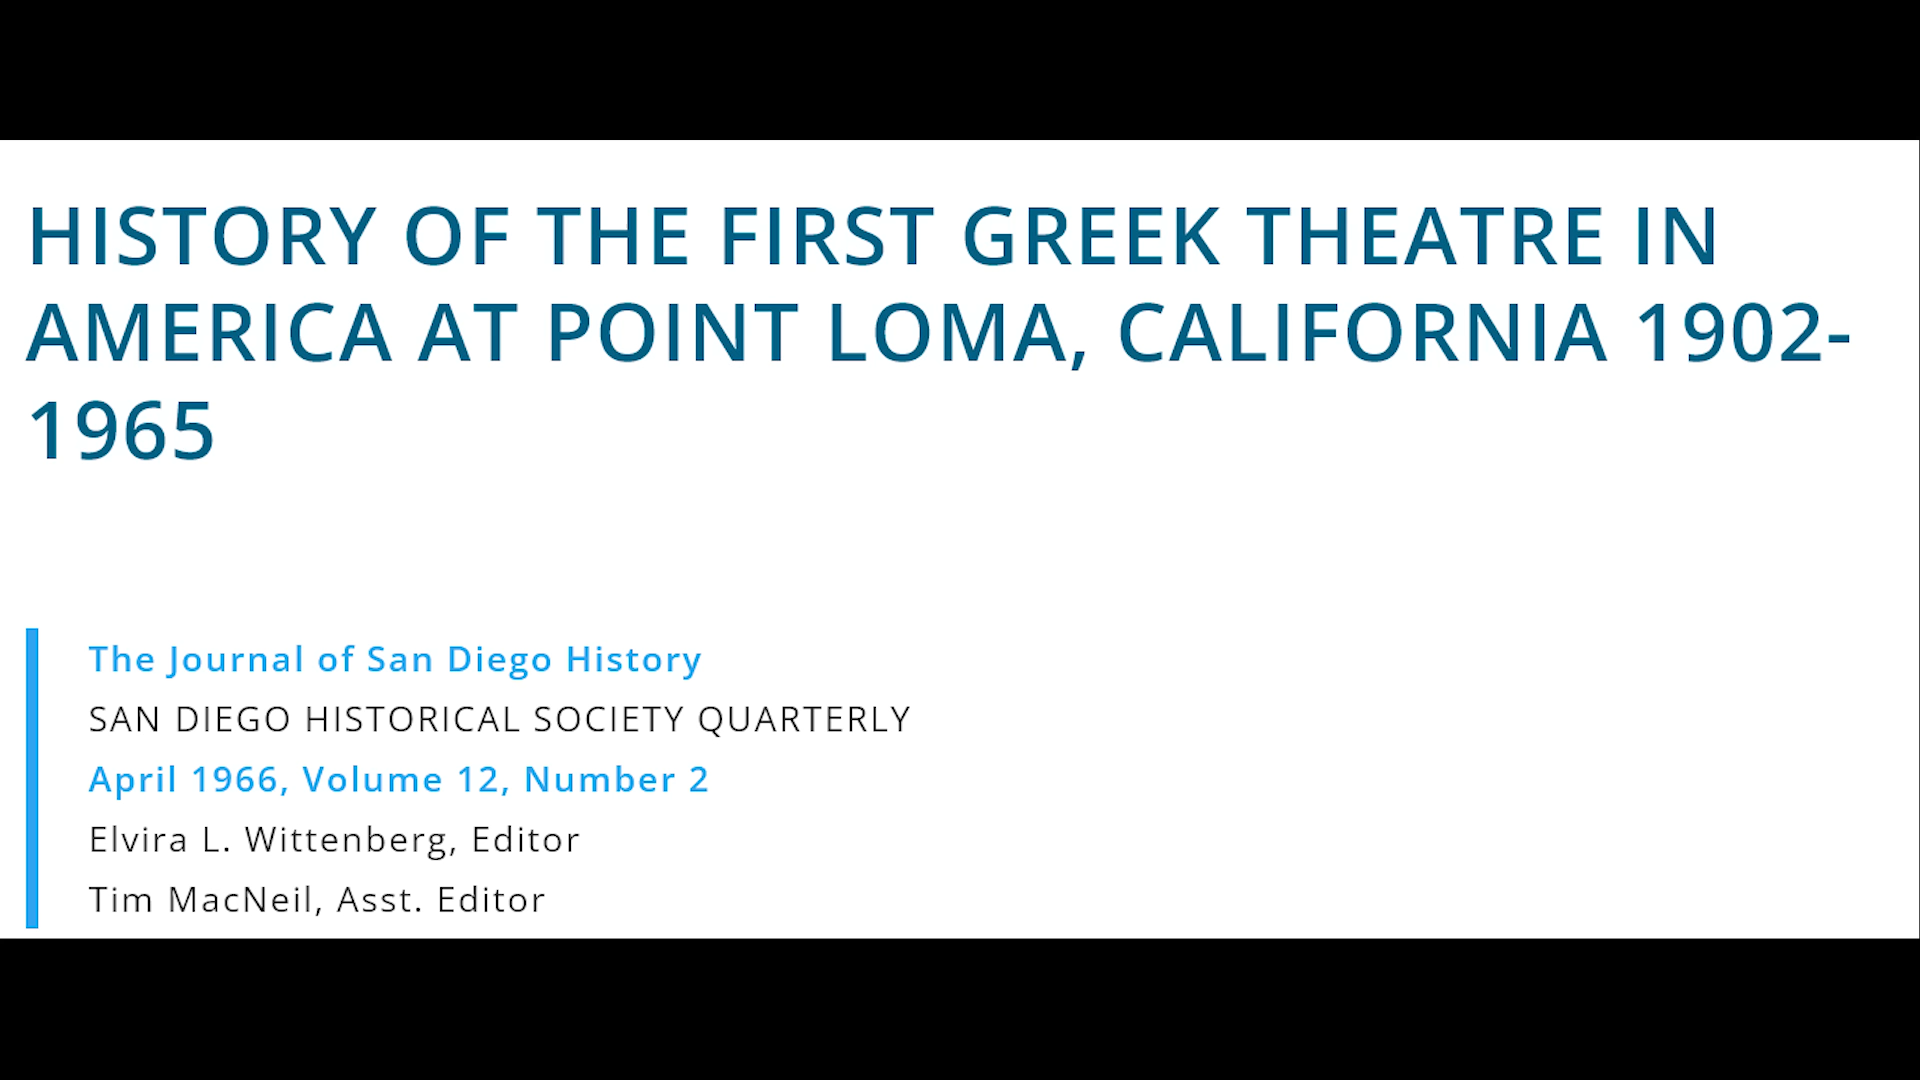 HISTORY OF THE FIRST GREEK THEATRE IN
AMERICA AT POINT LOMA, CALIFORNIA 1902-
1965
The Journal of San Diego History
SAN DIEGO HISTORICAL SOCIETY QUARTERLY
April 1966, Volume 12, Number 2
Elvira L. Wittenberg, Editor
Tim MacNeil, Asst. Editor